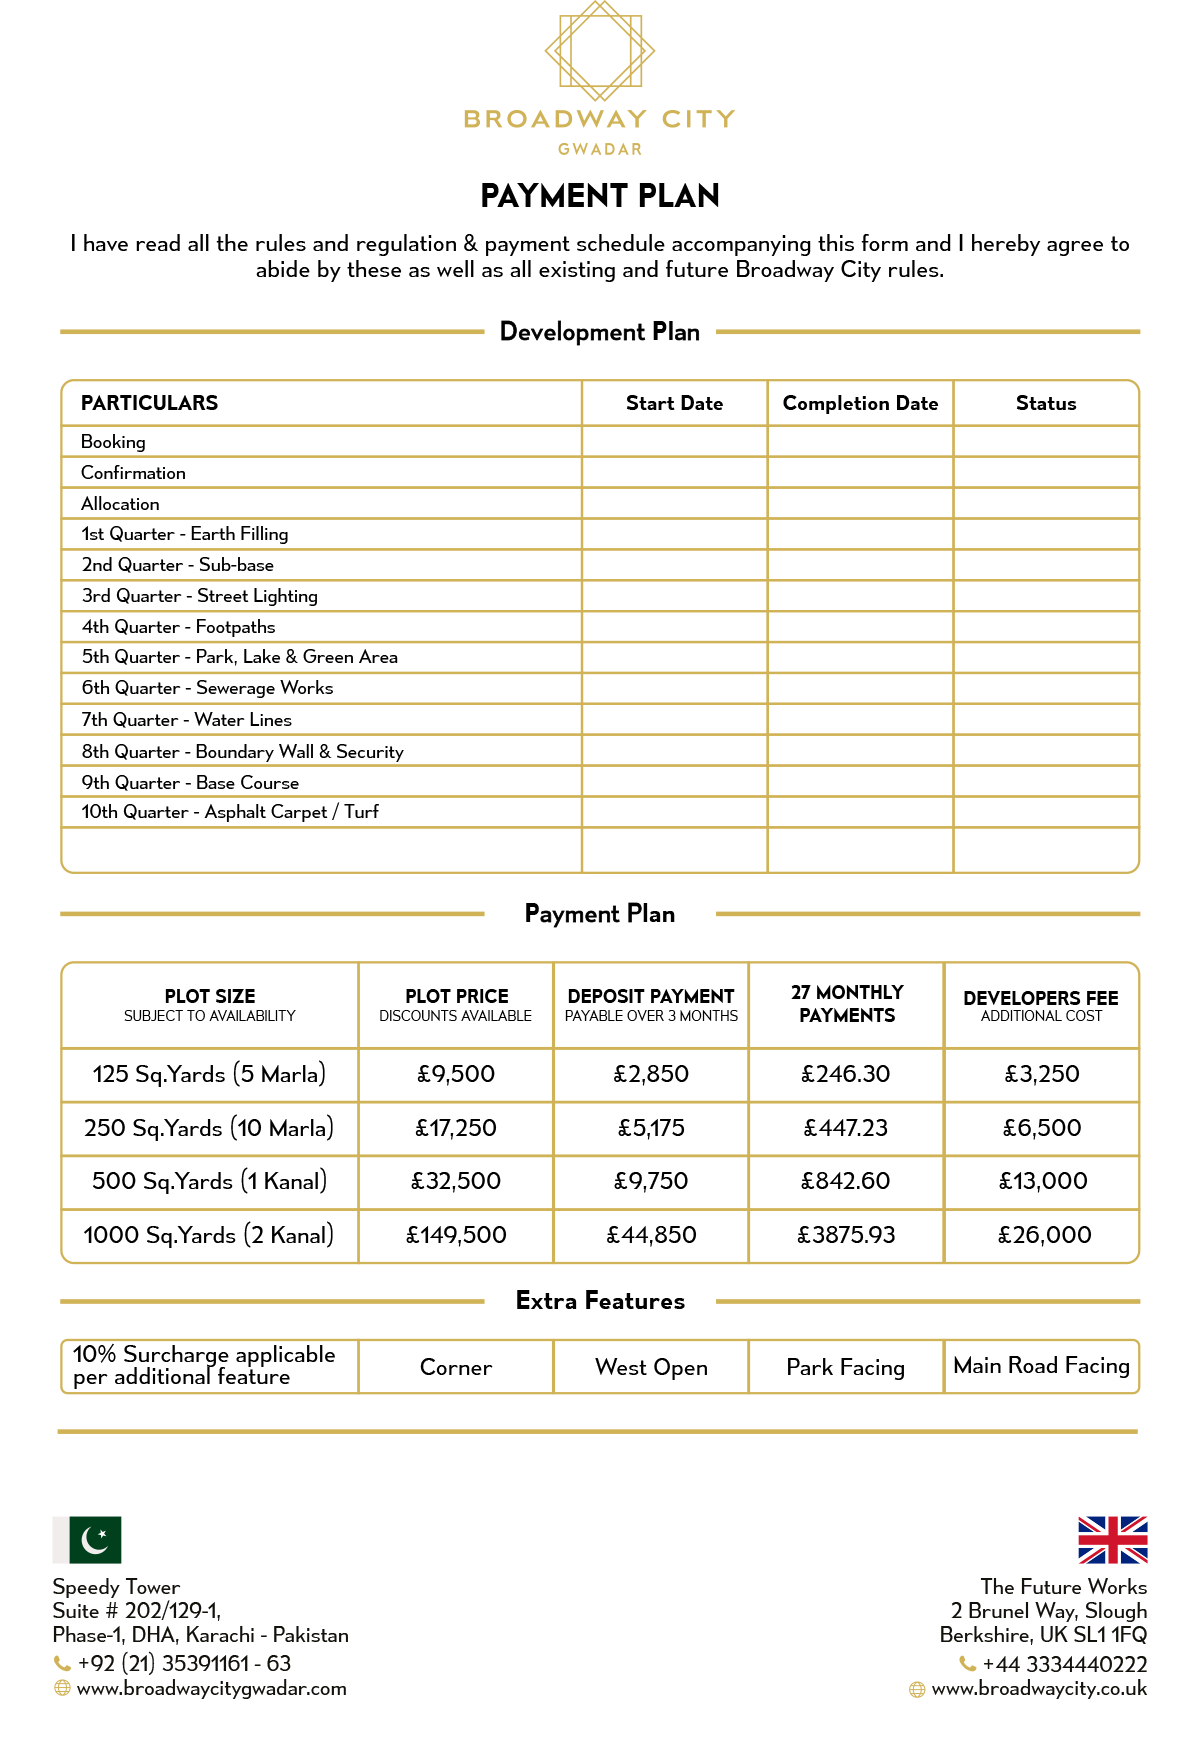 BROADWAY CITY
GWADAR
PAYMENT PLAN
I have read all the rules and regulation & payment schedule accompanying this form and I hereby agree to
abide by these as well as all existing and future Broadway City rules.
Development Plan
PARTICULARS Start Date Completion Date Status
Booking
Confirmation
Allocation
1st Quarter - Earth Filling
2nd Quarter - Sub-base
3rd Quarter - Street Lighting
4th Quarter - Footpaths
5th Quarter - Park, Lake & Green Area
6th Quarter - Sewerage Works
7th Quarter - Water Lines
8th Quarter - Boundary Wall & Security
9th Quarter - Base Course
10th Quarter - Asphalt Carpet / Turf
Payment Plan
PLOT SIZE
SUBJECT TO AVAILABILITY
PLOT PRICE
DISCOUNTS AVAILABLE
DEPOSIT PAYMENT
PAYABLE OVER 3 MONTHS
27 MONTHLY
PAYMENTS
DEVELOPERS FEE
ADDITIONAL COST
125 Sq.Yards (5 Marla) £9,500 £2,850 £246.30 £3,250
250 Sq.Yards (10 Marla) £17,250 £5,175 £447.23 £6,500
500 Sq.Yards (1 Kanal) £32,500 £9,750 £842.60 £13,000
1000 Sq.Yards (2 Kanal) £149,500 £44,850 £3875.93 £26,000
Extra Features
10% Surcharge applicable
per additional feature
Corner West Open Park Facing Main Road Facing
Speedy Tower
Suite # 202/129-1,
Phase-1, DHA, Karachi - Pakistan
+92 (21) 35391161 - 63
www.broadwaycitygwadar.com
The Future Works
2 Brunel Way, Slough
Berkshire, UK SL1 1FQ
+44 3334440222
www.broadwaycity.co.uk